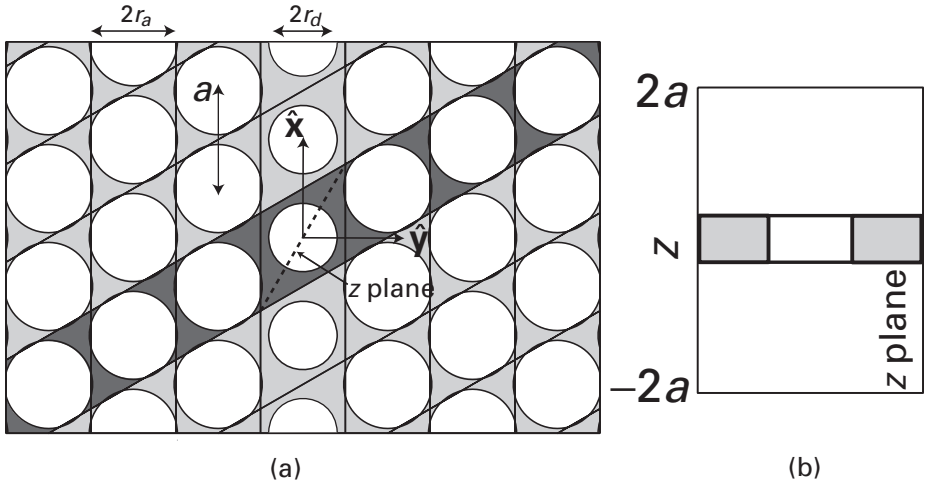 2r_a 2r_d
a
x̂
ŷ
z plane
(a)
2a
z
z plane
−2a
(b)